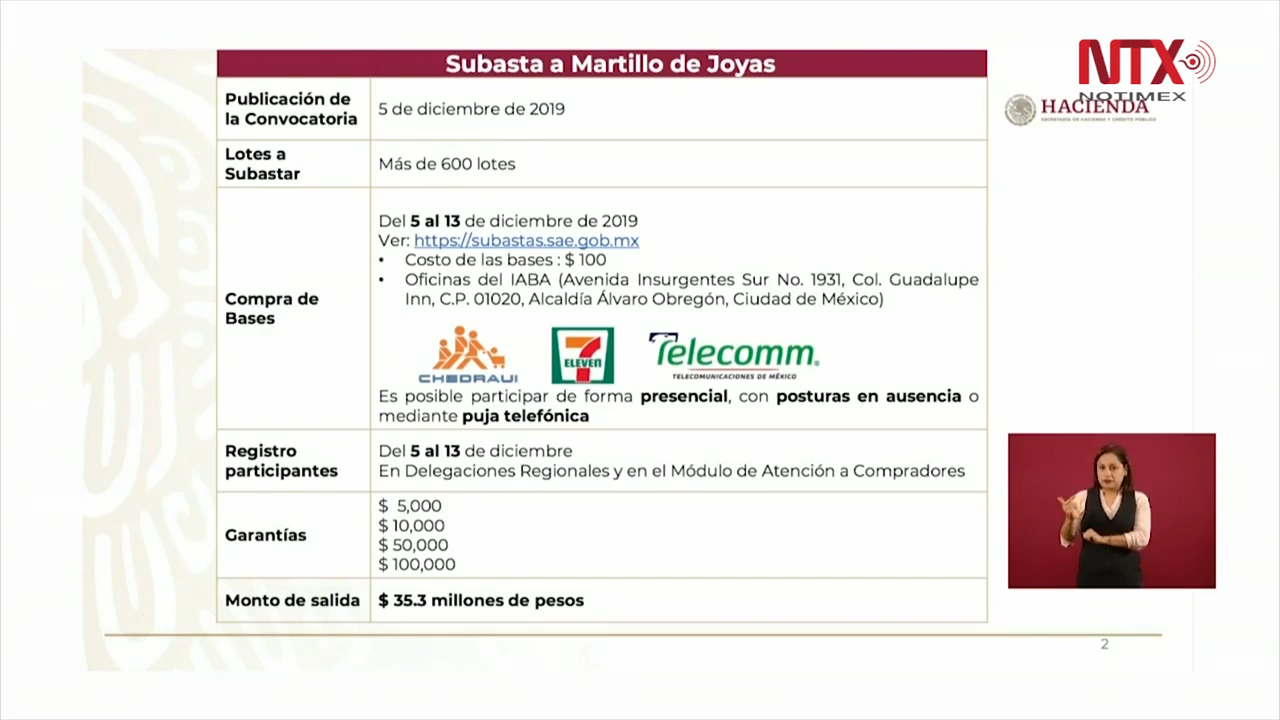 Subasta a Martillo de Joyas
NTX
NOTIMEX
HACIENDA
SECRETARÍA DE HACIENDA Y CRÉDITO PÚBLICO
Publicación de
la Convocatoria
5 de diciembre de 2019
Lotes a
Subastar
Más de 600 lotes
Compra de
Bases
Del 5 al 13 de diciembre de 2019
Ver: https://subastas.sae.gob.mx
• Costo de las bases : $ 100
• Oficinas del IABA (Avenida Insurgentes Sur No. 1931, Col. Guadalupe
Inn, C.P. 01020, Alcaldía Álvaro Obregón, Ciudad de México)
CHEDRAUI
7 ELEVEN
Telecomm.
TELECOMUNICACIONES DE MÉXICO
Es posible participar de forma presencial, con posturas en ausencia o
mediante puja telefónica
Registro
participantes
Del 5 al 13 de diciembre
En Delegaciones Regionales y en el Módulo de Atención a Compradores
Garantías
$ 5,000
$ 10,000
$ 50,000
$ 100,000
Monto de salida
$ 35.3 millones de pesos
2